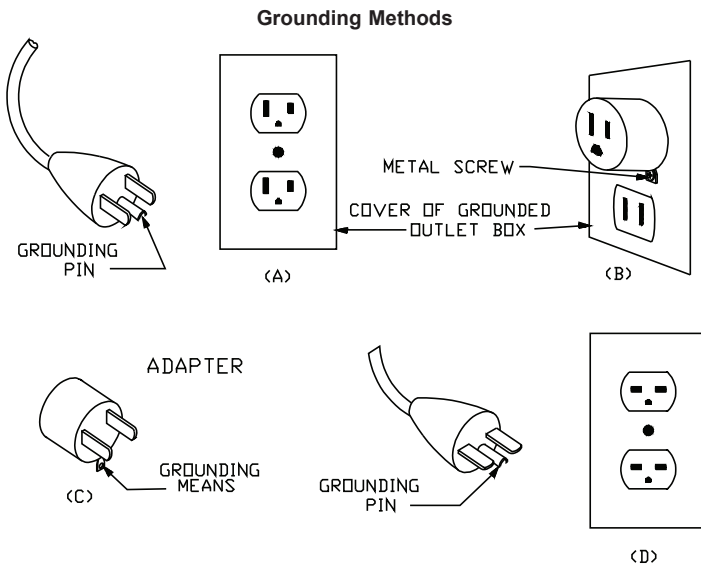 Grounding Methods
METAL SCREW
COVER OF GROUNDED
OUTLET BOX
GROUNDING
PIN
(A)
(B)
ADAPTER
GROUNDING
MEANS
(C)
GROUNDING
PIN
(D)